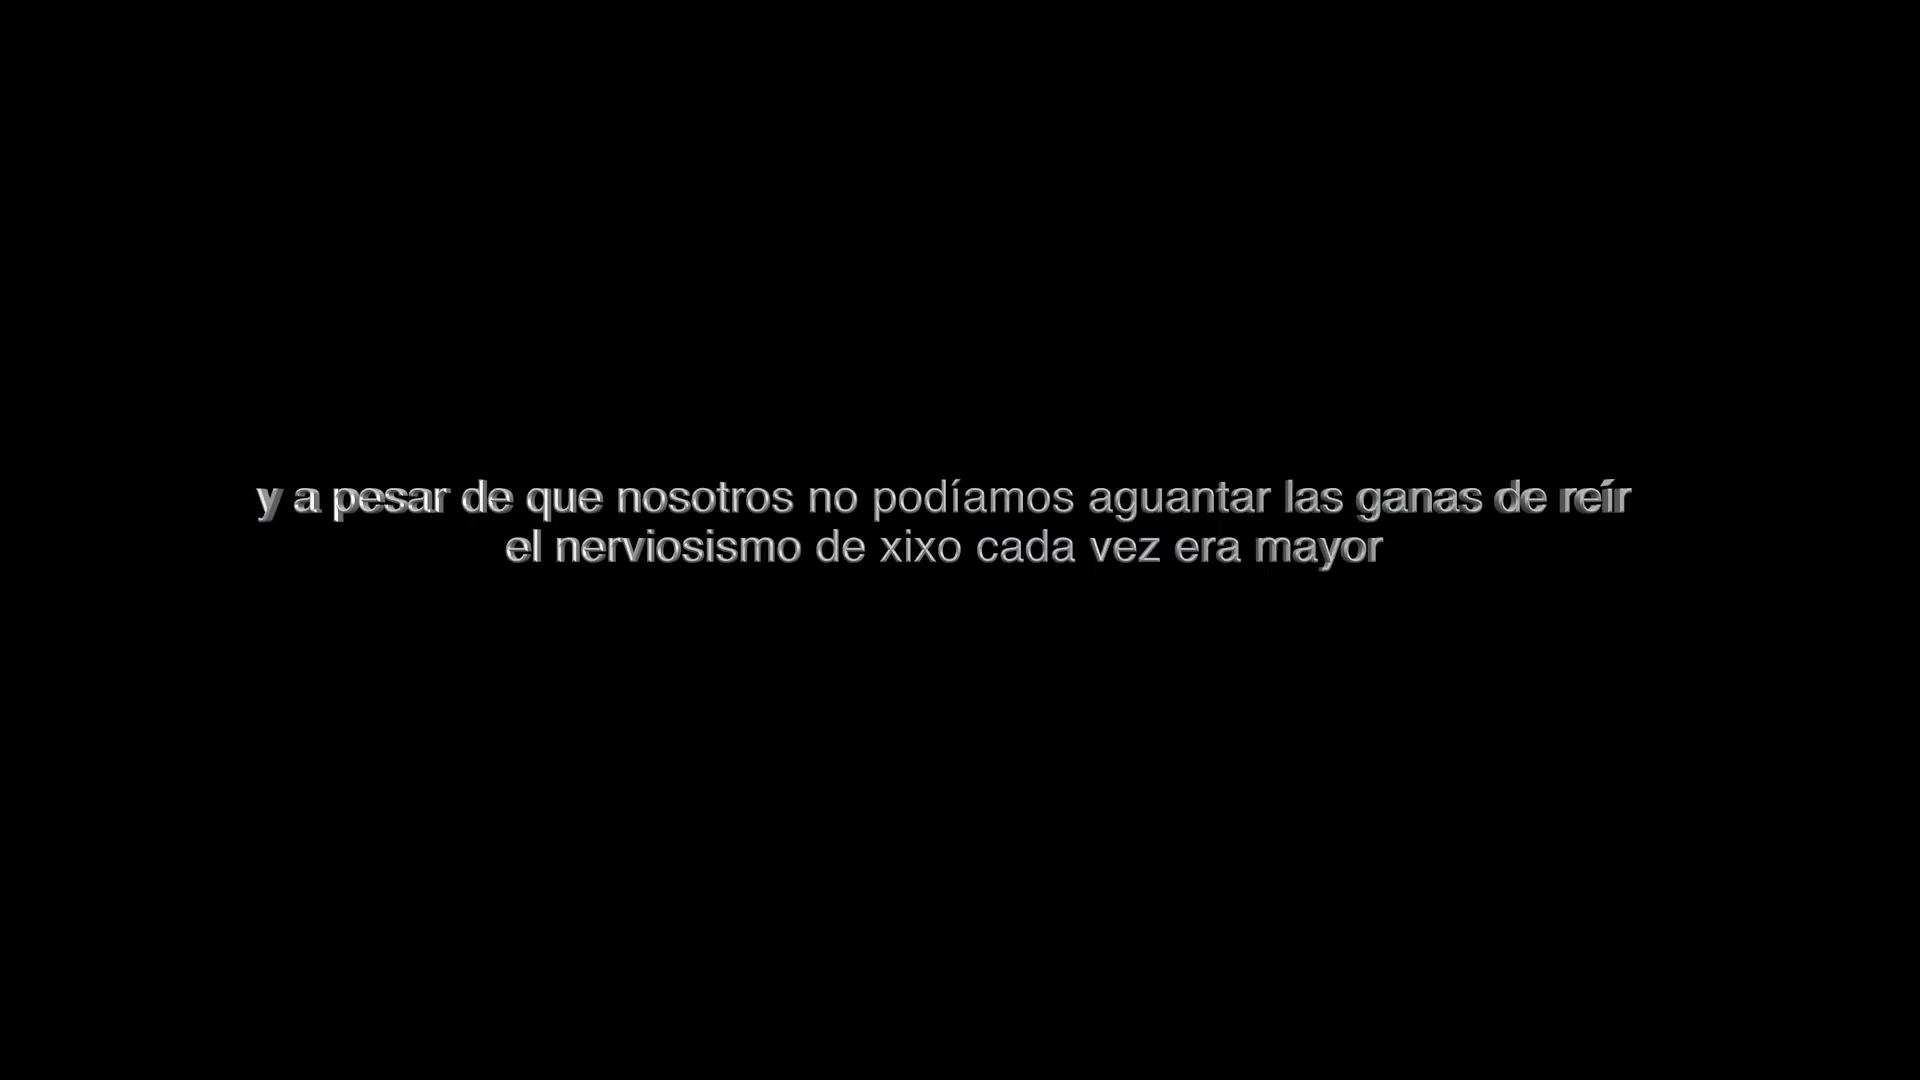 y a pesar de que nosotros no podíamos aguantar las ganas de reír
el nerviosismo de xixo cada vez era mayor